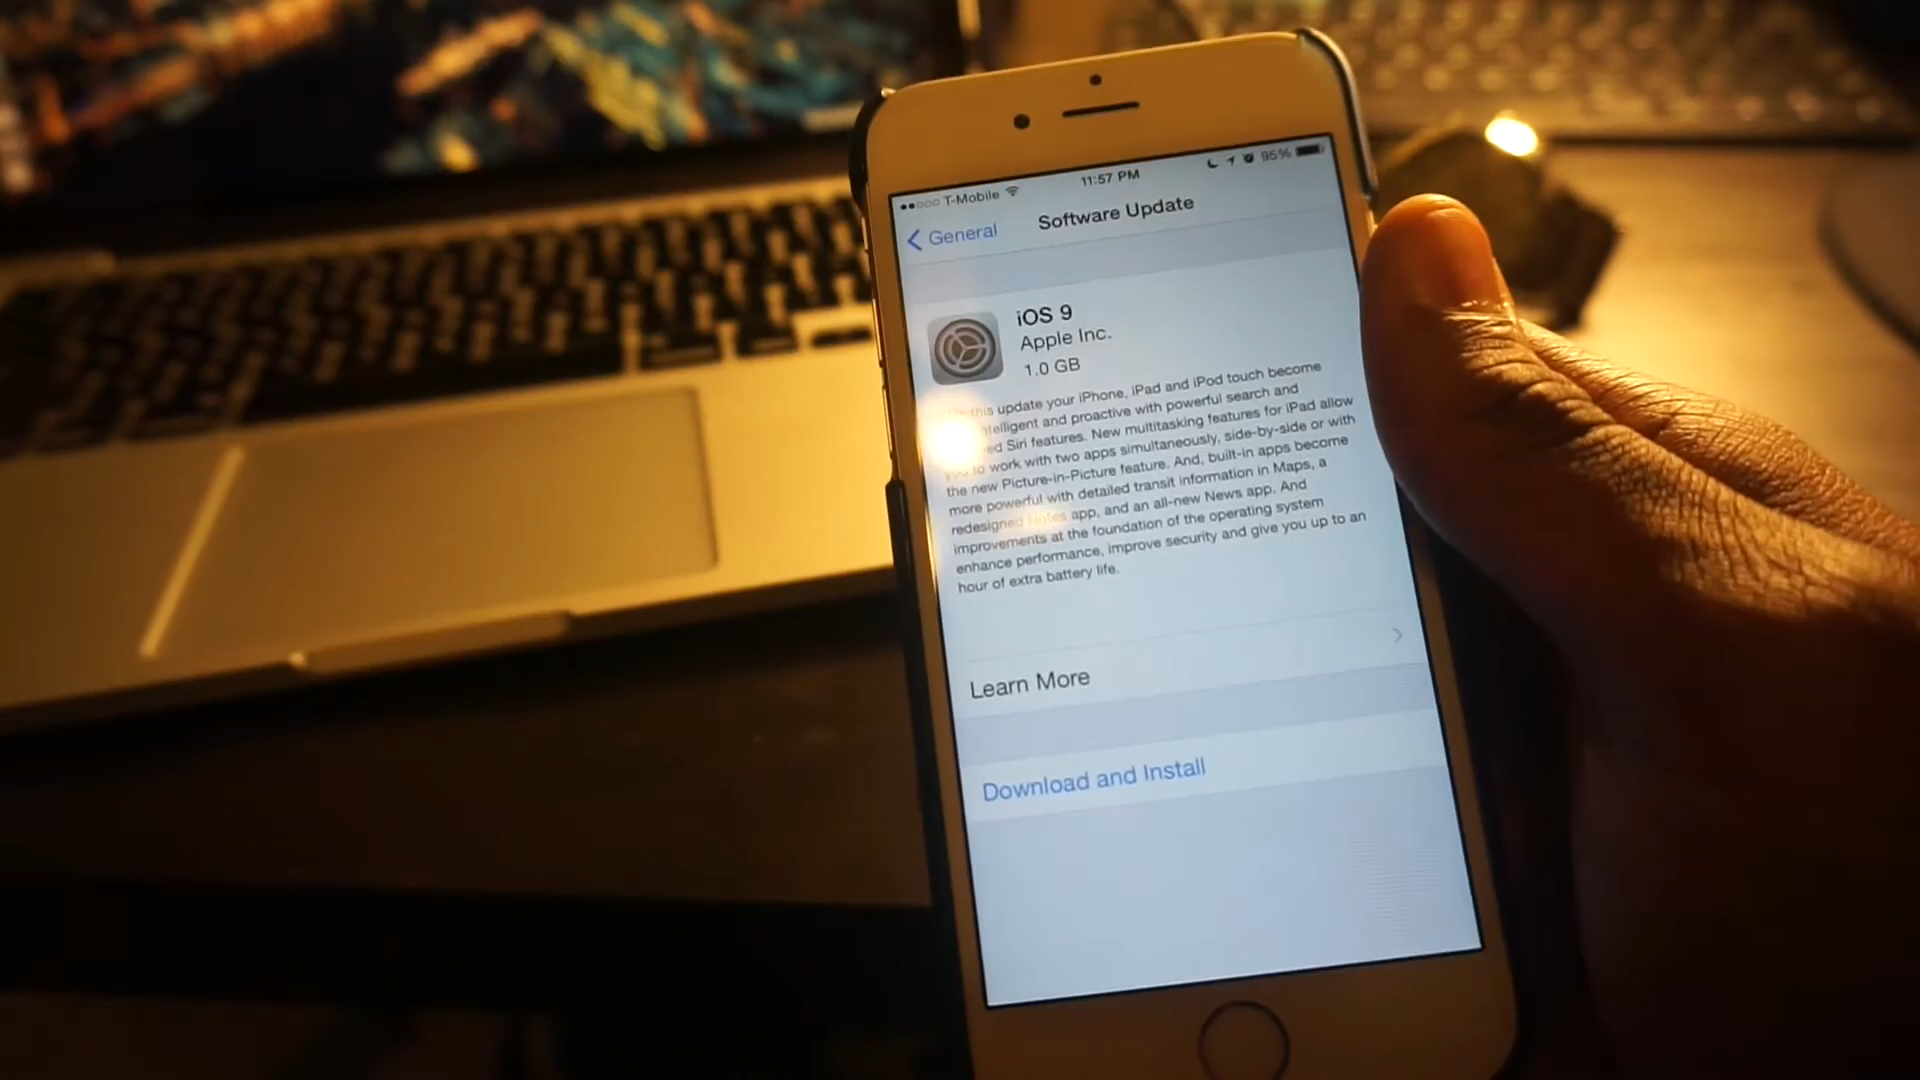 T-Mobile 11:57 PM 95%
General Software Update
iOS 9
Apple Inc.
1.0 GB
this update your iPhone, iPad and iPod touch become
intelligent and proactive with powerful search and
Siri features. New multitasking features for iPad allow
you to work with two apps simultaneously, side-by-side or with
the new Picture-in-Picture feature. And, built-in apps become
more powerful with detailed transit information in Maps, a
redesigned Notes app, and an all-new News app. And
improvements at the foundation of the operating system
enhance performance, improve security and give you up to an
hour of extra battery life.
Learn More
Download and Install